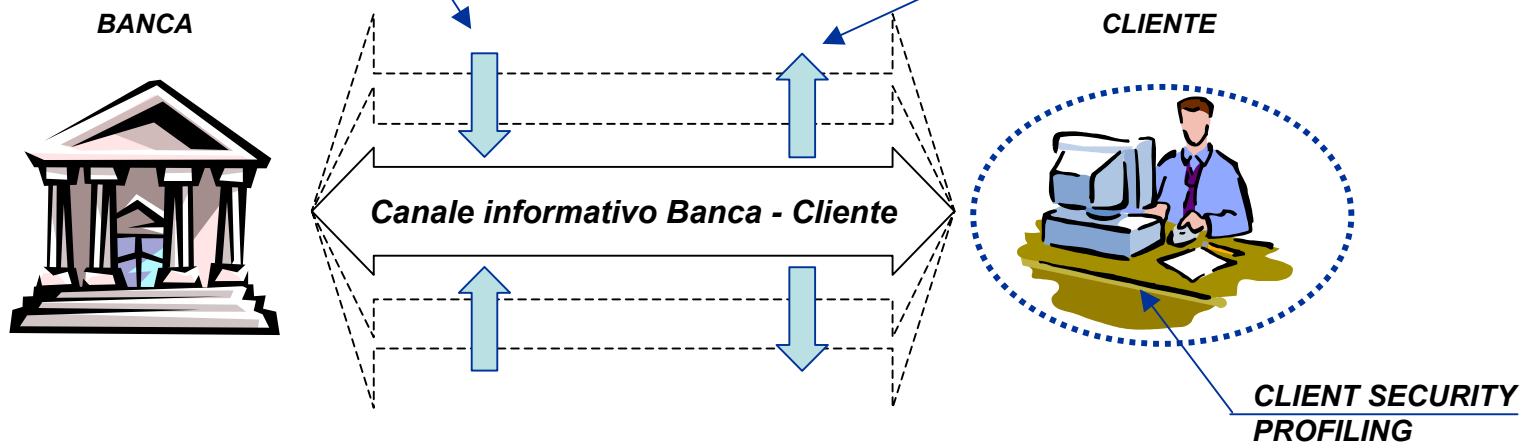 BANCA
CLIENTE
Canale informativo Banca - Cliente
CLIENT SECURITY
PROFILING